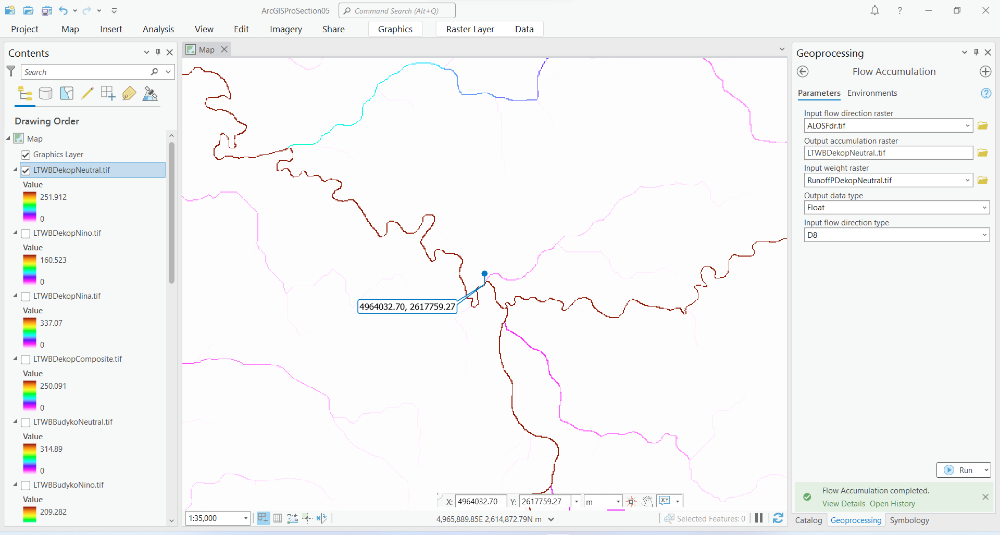 ArcGISProSection05
Command Search (Alt+Q)
?
Project
Map
Insert
Analysis
View
Edit
Imagery
Share
Graphics
Raster Layer
Data
Contents
Search
Drawing Order
Map
Graphics Layer
LTWBDekopNeutral.tif
Value
251.912
0
LTWBDekopNino.tif
Value
160.523
0
LTWBDekopNina.tif
Value
337.07
0
LTWBDekopComposite.tif
Value
250.091
0
LTWBBudykoNeutral.tif
Value
314.89
0
LTWBBudykoNino.tif
Value
209.282
Map
4964032.70, 2617759.27
X: 4964032.70 Y: 2617759.27 m XY
1:35,000
N
4,965,889.85E 2,614,872.79N m
Selected Features: 0
Geoprocessing
Flow Accumulation
Parameters Environments
?
Input flow direction raster
ALOSFdr.tif
Output accumulation raster
LTWBDekopNeutral..tif
Input weight raster
RunoffPDekopNeutral.tif
Output data type
Float
Input flow direction type
D8
Run
Flow Accumulation completed.
View Details Open History
Catalog Geoprocessing Symbology